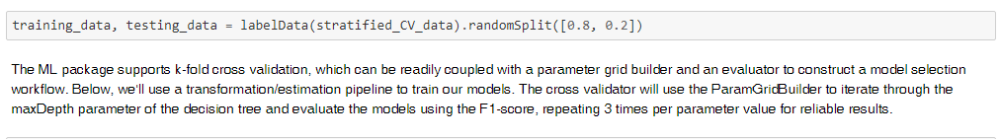 training_data, testing_data = labelData(stratified_CV_data).randomSplit([0.8, 0.2])
The ML package supports k-fold cross validation, which can be readily coupled with a parameter grid builder and an evaluator to construct a model selection
workflow. Below, we'll use a transformation/estimation pipeline to train our models. The cross validator will use the ParamGridBuilder to iterate through the
maxDepth parameter of the decision tree and evaluate the models using the F1-score, repeating 3 times per parameter value for reliable results.